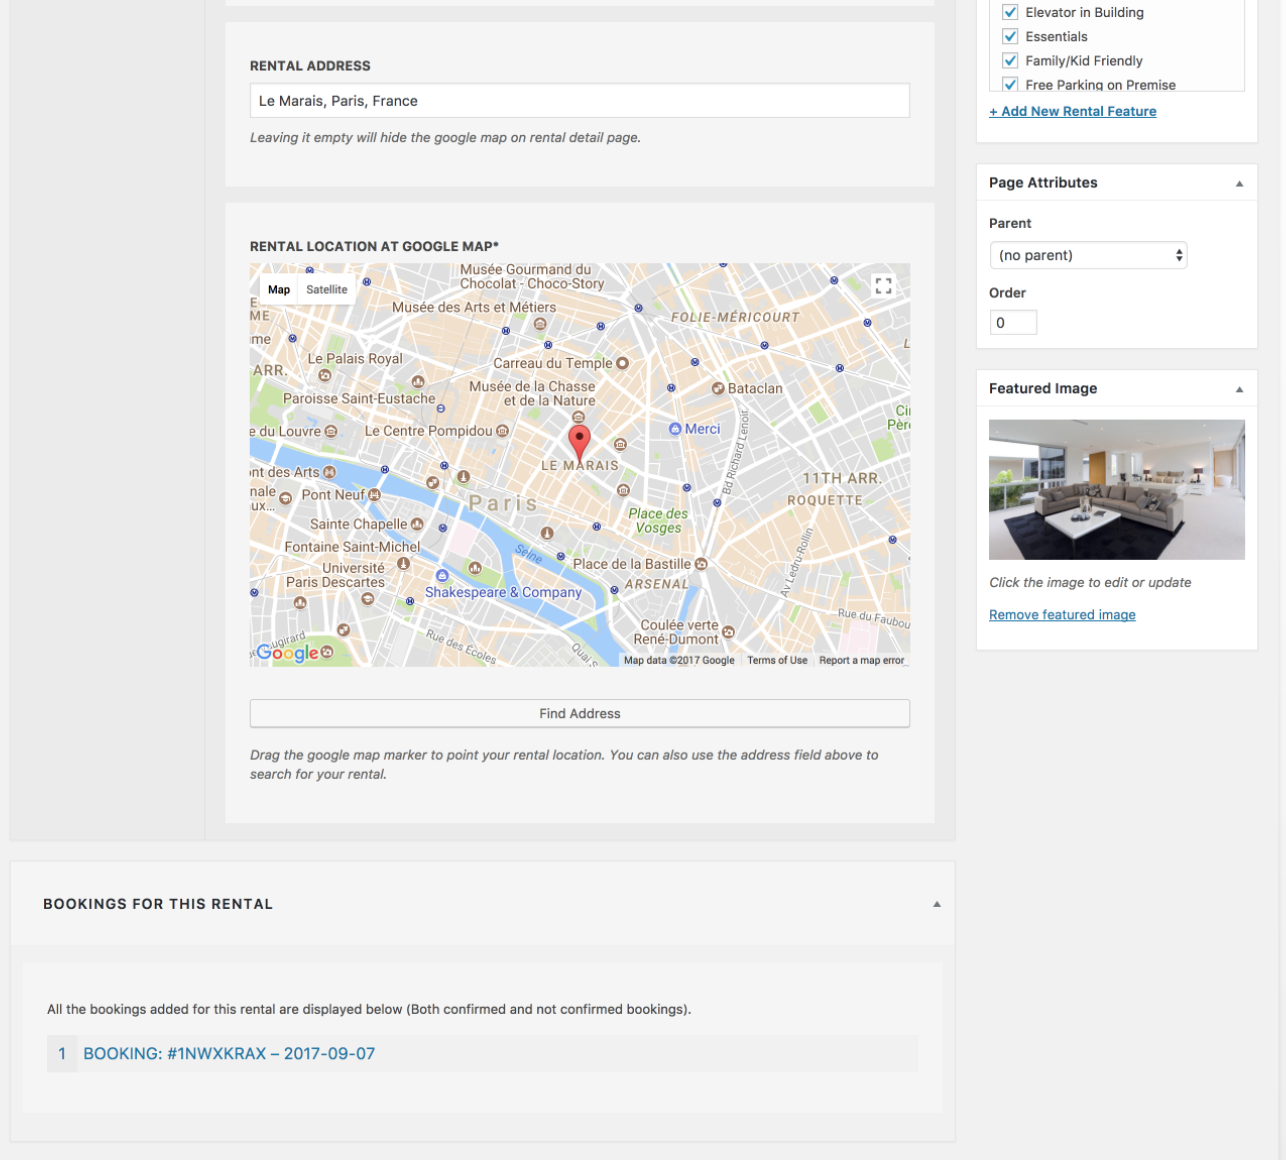 Elevator in Building
Essentials
Family/Kid Friendly
Free Parking on Premise
+ Add New Rental Feature
RENTAL ADDRESS
Le Marais, Paris, France
Leaving it empty will hide the google map on rental detail page.
Page Attributes
Parent
(no parent)
Order
0
RENTAL LOCATION AT GOOGLE MAP*
Map
Satellite
Musée Gourmand du
Chocolat - Choco-Story
Musée des Arts et Métiers
FOLIE-MÉRICOURT
ME
Le Palais Royal
ARR.
Carreau du Temple
Paroisse Saint-Eustache
Musée de la Chasse
et de la Nature
Bataclan
e du Louvre
Le Centre Pompidou
Merci
LE MARAIS
Bd Richard Lenoir
nt des Arts
11TH ARR.
Pont Neuf
Paris
ROQUETTE
Sainte Chapelle
Place des
Vosges
Fontaine Saint-Michel
Seine
Université
Paris Descartes
Place de la Bastille
Av Ledru-Rollin
ARSENAL
Shakespeare & Company
Coulée verte
René-Dumont
Rue du Faubou
Rue des Écoles
Google
Map data ©2017 Google
Terms of Use
Report a map error
Featured Image
Click the image to edit or update
Remove featured image
Find Address
Drag the google map marker to point your rental location. You can also use the address field above to
search for your rental.
BOOKINGS FOR THIS RENTAL
All the bookings added for this rental are displayed below (Both confirmed and not confirmed bookings).
1 BOOKING: #1NWXKRAX – 2017-09-07